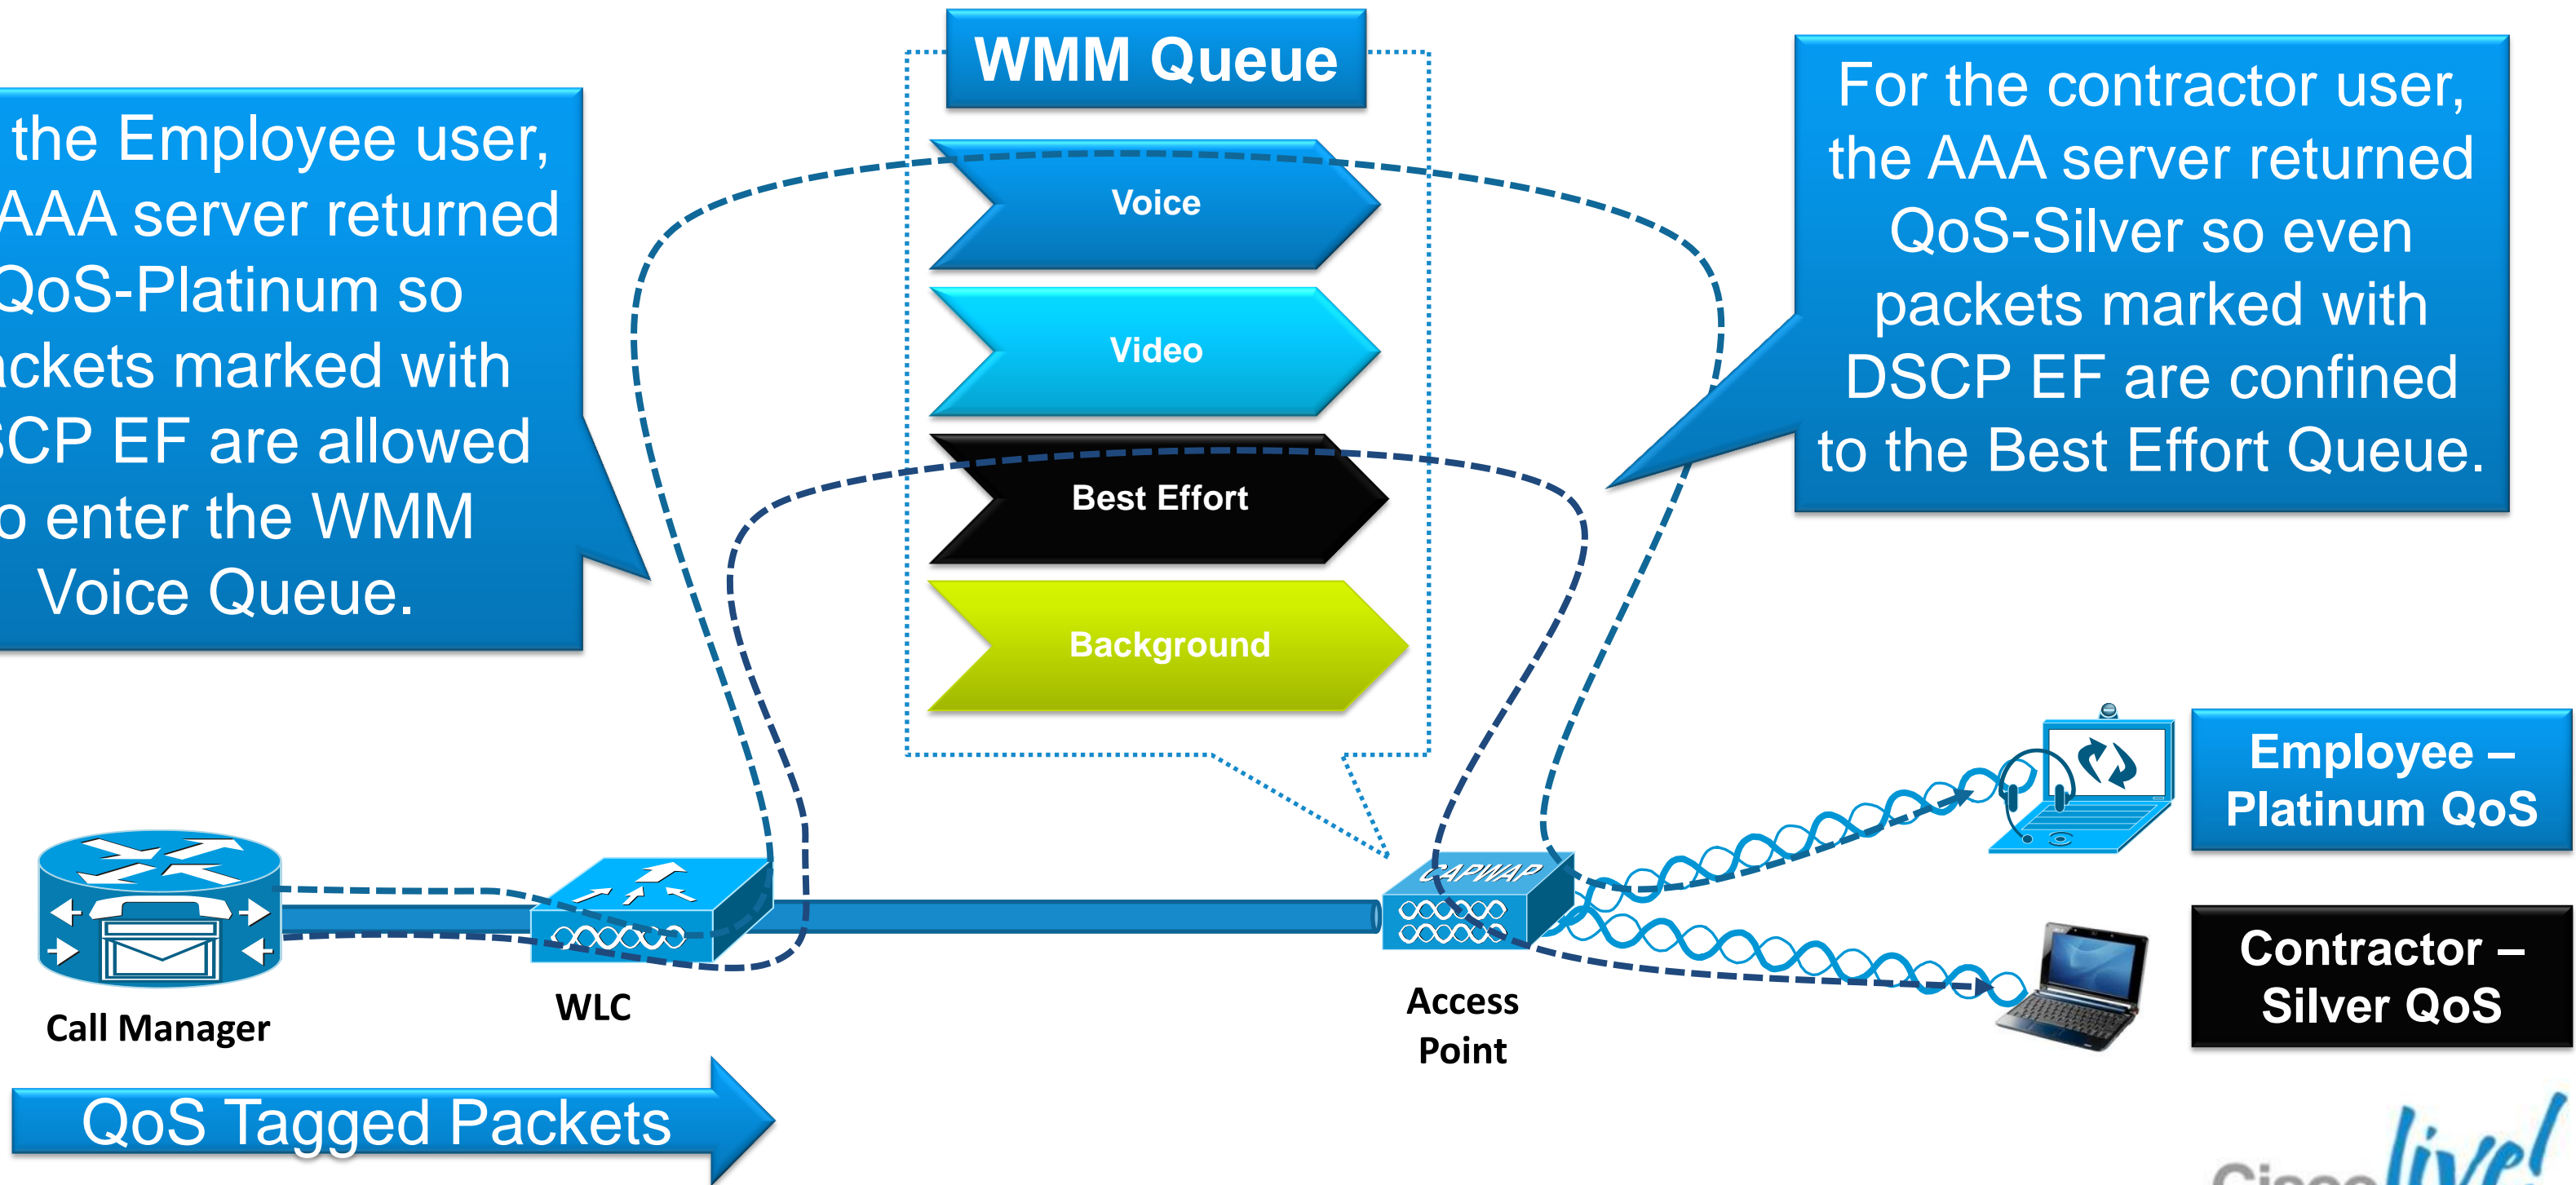 WMM Queue
the Employee user,
AAA server returned
QoS-Platinum so
ackets marked with
SCP EF are allowed
o enter the WMM
Voice Queue.
Voice
Video
Best Effort
Background
For the contractor user,
the AAA server returned
QoS-Silver so even
packets marked with
DSCP EF are confined
to the Best Effort Queue.
Employee –
Platinum QoS
CAPWAP
Contractor –
Silver QoS
Call Manager
WLC
Access
Point
QoS Tagged Packets
Cisco live!